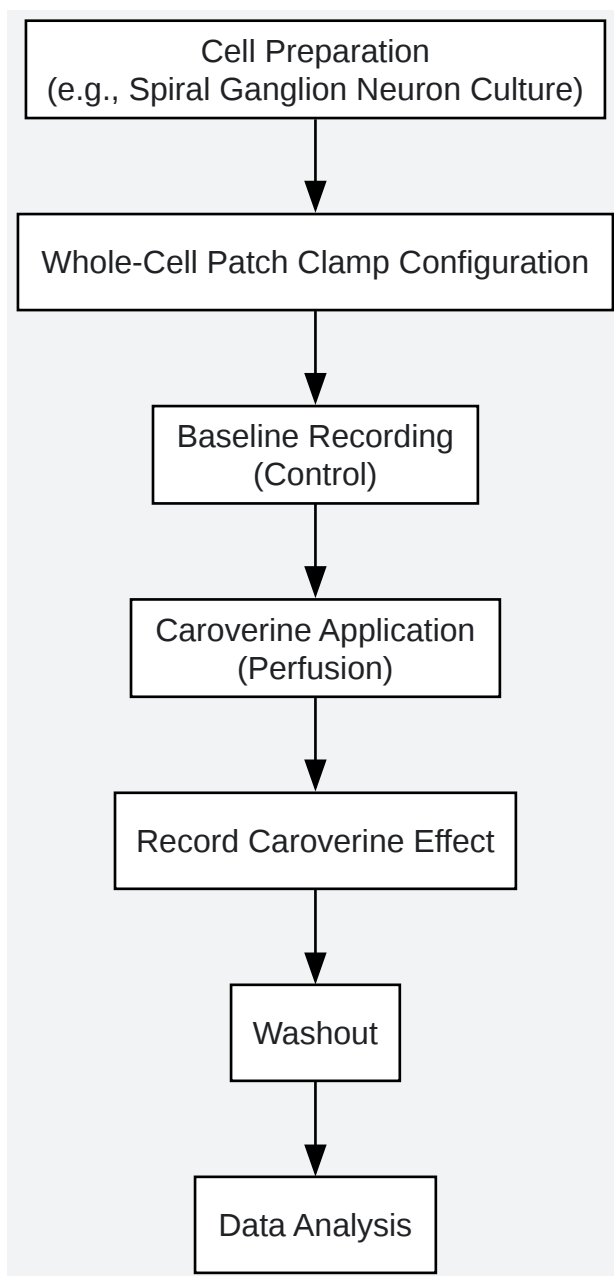 Cell Preparation
(e.g., Spiral Ganglion Neuron Culture)
Whole-Cell Patch Clamp Configuration
Baseline Recording
(Control)
Caroverine Application
(Perfusion)
Record Caroverine Effect
Washout
Data Analysis